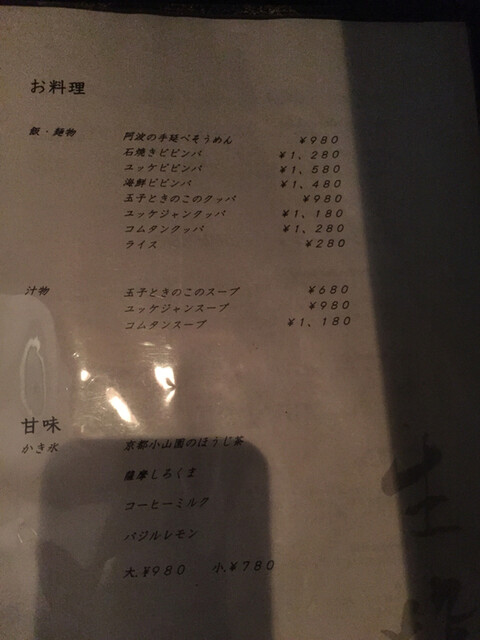 お料理
飯・麺物 阿波の手延べそうめん ¥980
石焼きビビンバ ¥1、280
ユッケビビンバ ¥1、580
海鮮ビビンバ ¥1、480
玉子ときのこのクッパ ¥980
ユッケジャンクッパ ¥1、180
コムタンクッパ ¥1、280
ライス ¥280
汁物 玉子ときのこのスープ ¥680
ユッケジャンスープ ¥980
コムタンスープ ¥1、180
甘味
かき氷 京都小山園のほうじ茶
薩摩しろくま
コーヒーミルク
バジルレモン
大.¥980 小.¥780
生